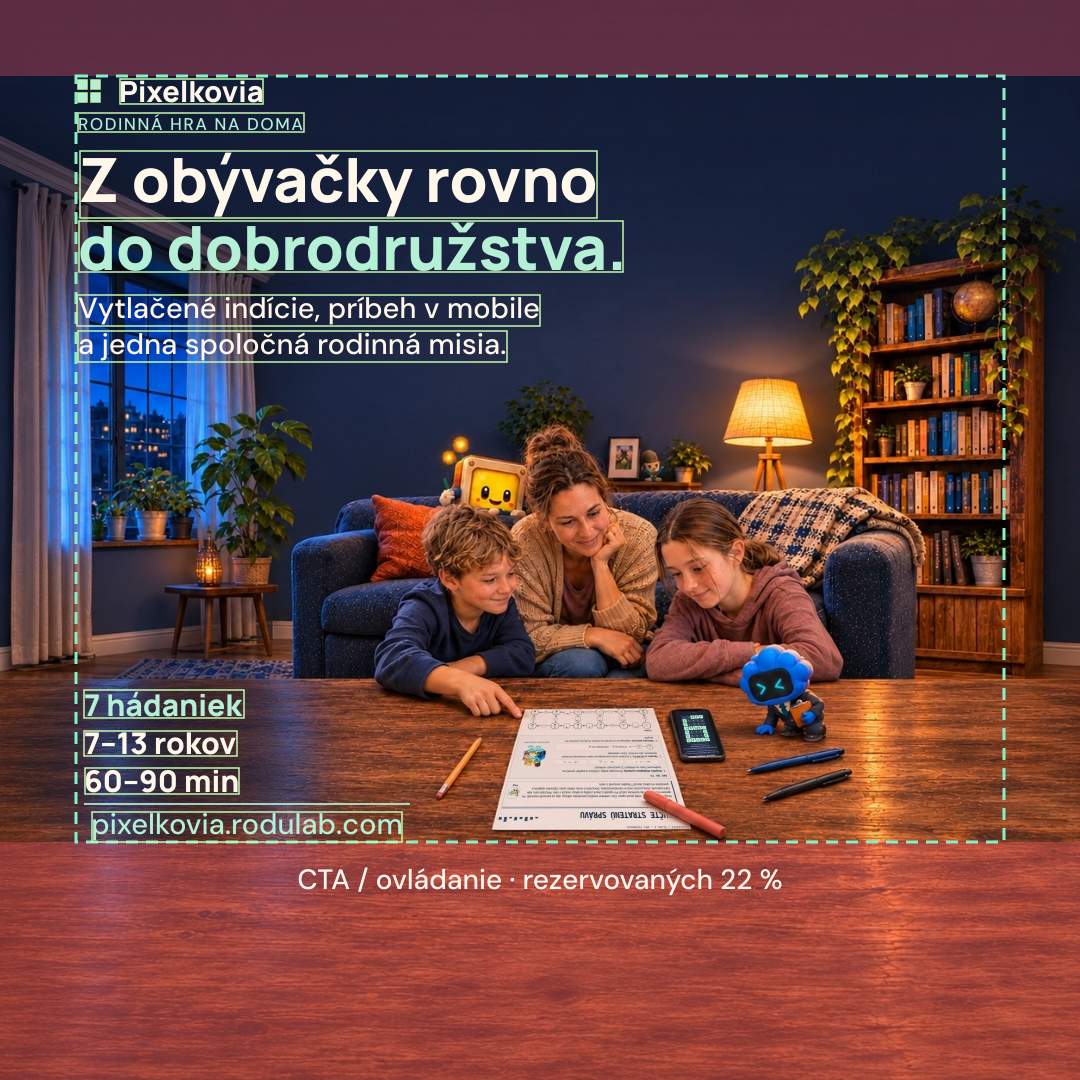 Pixelkovia
RODINNÁ HRA NA DOMA
Z obývačky rovno
do dobrodružstva.
Vytlačené indície, príbeh v mobile
a jedna spoločná rodinná misia.
7 hádaniek
7–13 rokov
60–90 min
pixelkovia.rodulab.com
CTA / ovládanie · rezervovaných 22 %